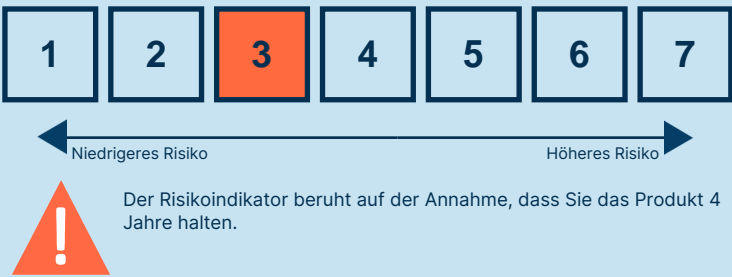 1 2 3 4 5 6 7
Niedrigeres Risiko Höheres Risiko
!
Der Risikoindikator beruht auf der Annahme, dass Sie das Produkt 4
Jahre halten.